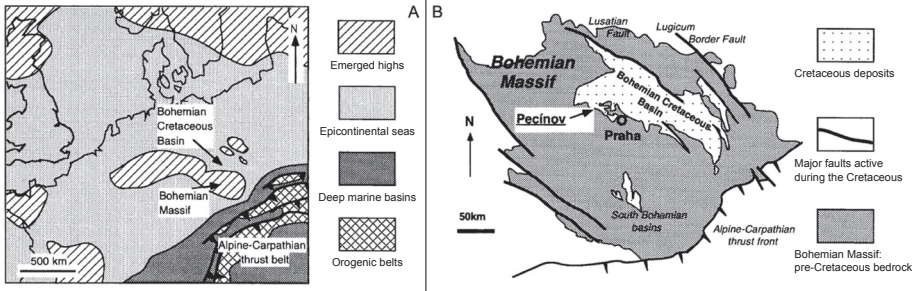 A
N
Bohemian
Cretaceous
Basin
Bohemian
Massif
Alpine-Carpathian
thrust belt
500 km
Emerged highs
Epicontinental seas
Deep marine basins
Orogenic belts
B
Lusatian
Fault
Lugicum
Border Fault
Bohemian
Massif
Bohemian Cretaceous
Basin
Pecínov
Praha
N
50km
South Bohemian
basins
Alpine-Carpathian
thrust front
Cretaceous deposits
Major faults active
during the Cretaceous
Bohemian Massif:
pre-Cretaceous bedrock